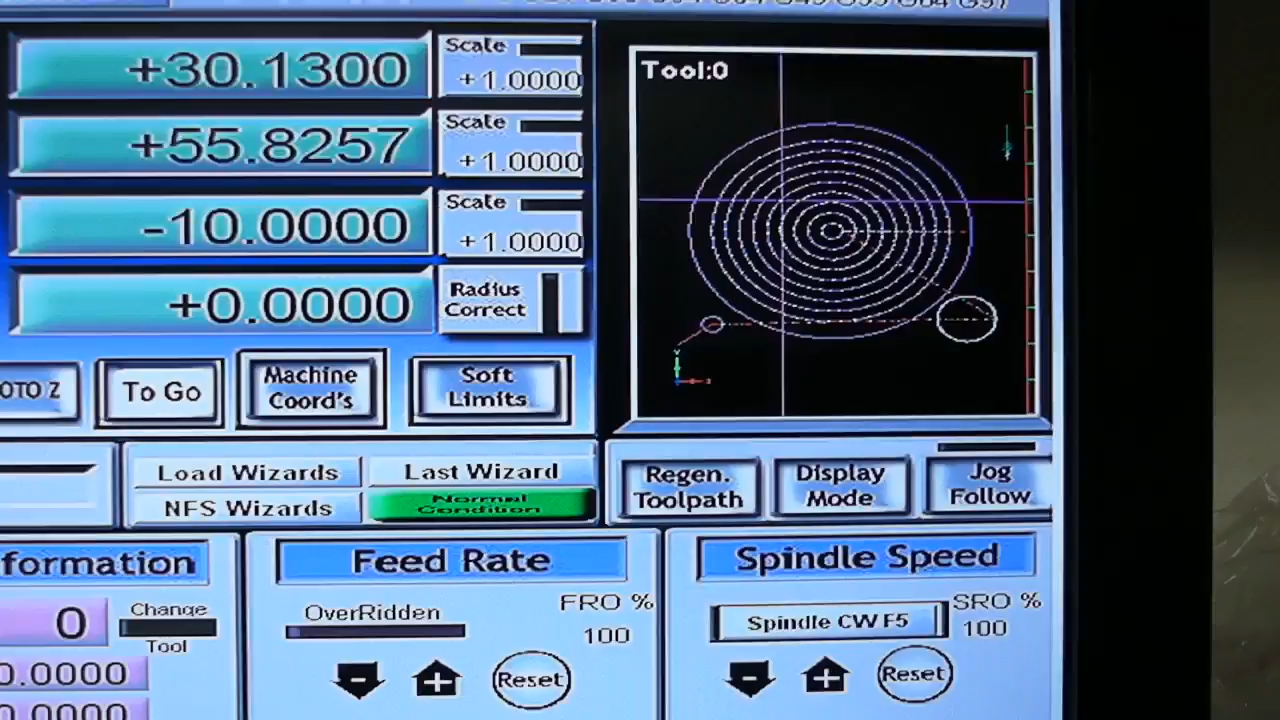 +30.1300
Scale
+1.0000
Tool:0
+55.8257
Scale
+1.0000
-10.0000
Scale
+1.0000
+0.0000
Radius
Correct
OTO Z
To Go
Machine
Coord's
Soft
Limits
Load Wizards
Last Wizard
NFS Wizards
Normal
Condition
Regen.
Toolpath
Display
Mode
Jog
Follow
formation
Feed Rate
Spindle Speed
0
Change
Tool
OverRidden
FRO %
100
Spindle CW F5
SRO %
100
0.0000
Reset
Reset
0.0000